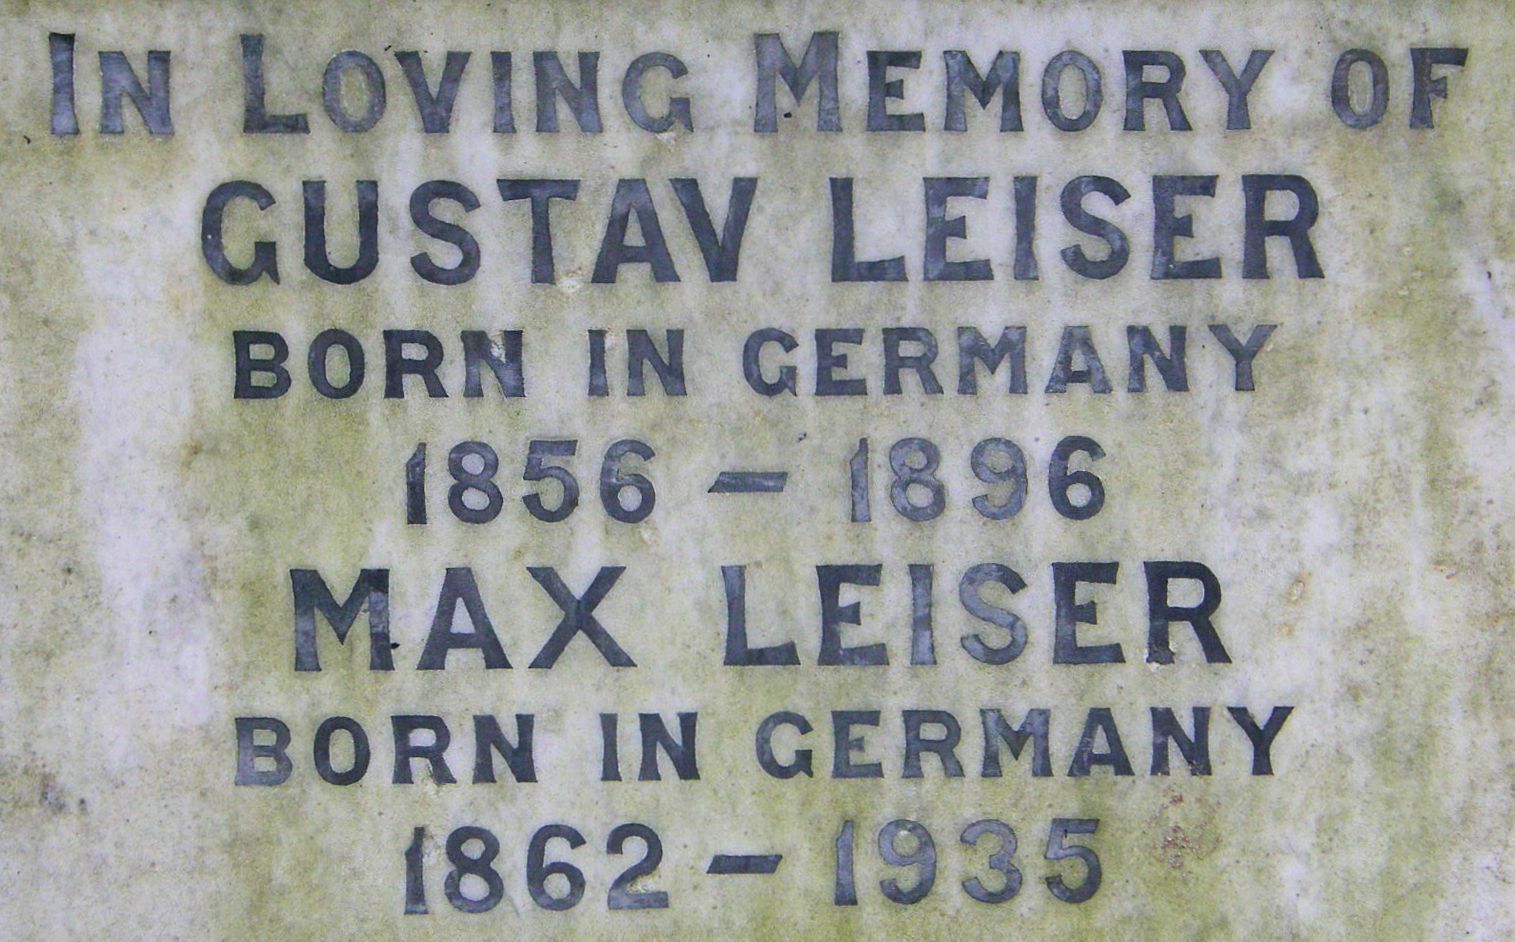 IN LOVING MEMORY OF
GUSTAV LEISER
BORN IN GERMANY
1856 – 1896
MAX LEISER
BORN IN GERMANY
1862 – 1935